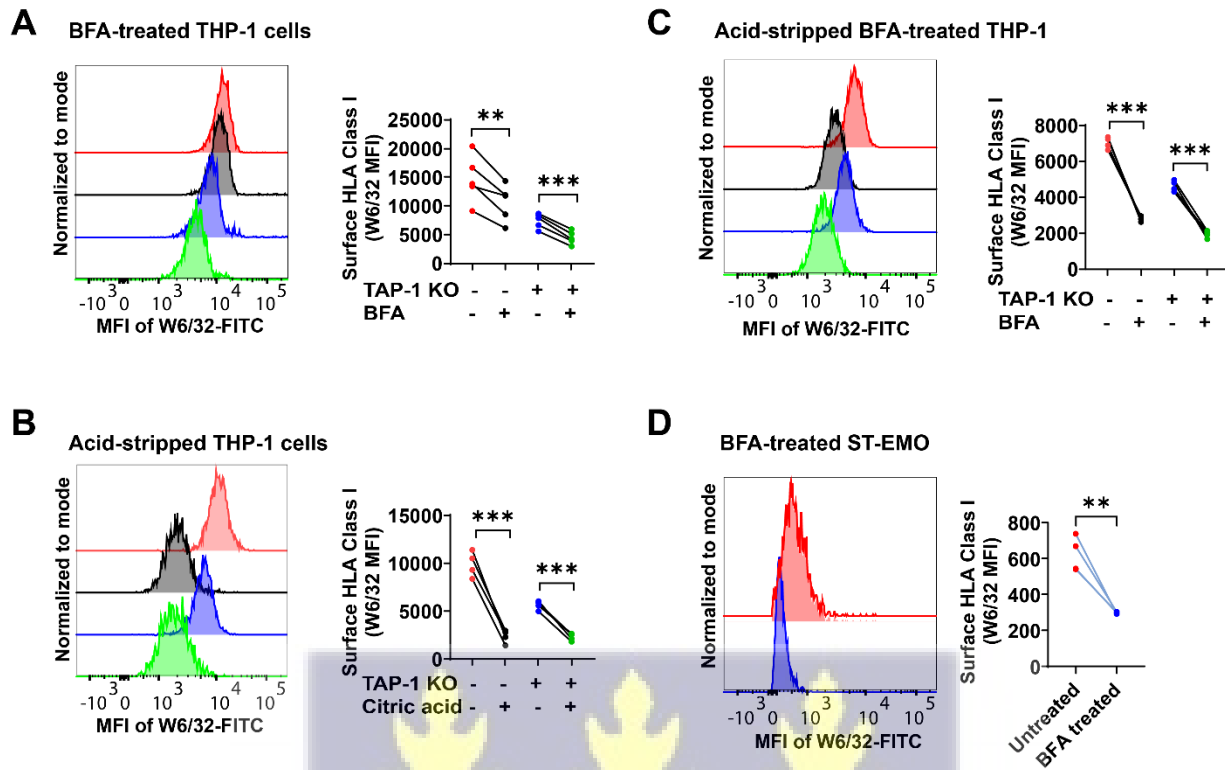 A
BFA-treated THP-1 cells
Normalized to mode
-10 3 0 10 3 10 4 10 5
MFI of W6/32-FITC
Surface HLA Class I
(W6/32 MFI)
25000
20000
15000
10000
5000
0
**
***
TAP-1 KO - - + +
BFA - + - +
C
Acid-stripped BFA-treated THP-1
Normalized to mode
-10 3 0 10 3 10 4 10 5
MFI of W6/32-FITC
Surface HLA Class I
(W6/32 MFI)
8000
6000
4000
2000
0
***
***
TAP-1 KO - - + +
BFA - + - +
B
Acid-stripped THP-1 cells
Normalized to mode
-10 3 0 10 3 10 4 10 5
MFI of W6/32-FITC
Surface HLA Class I
(W6/32 MFI)
15000
10000
5000
0
***
***
TAP-1 KO - - + +
Citric acid - + - +
D
BFA-treated ST-EMO
Normalized to mode
-10 3 0 10 3 10 4 10 5
MFI of W6/32-FITC
Surface HLA Class I
(W6/32 MFI)
800
600
400
200
0
**
Untreated
BFA treated